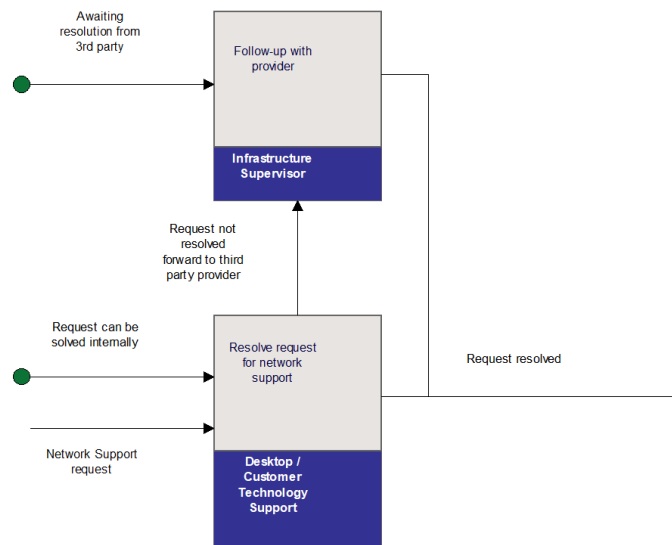 Awaiting
resolution from
3rd party
Follow-up with
provider
Infrastructure
Supervisor
Request not
resolved
forward to third
party provider
Request can be
solved internally
Resolve request
for network
support
Request resolved
Network Support
request
Desktop /
Customer
Technology
Support